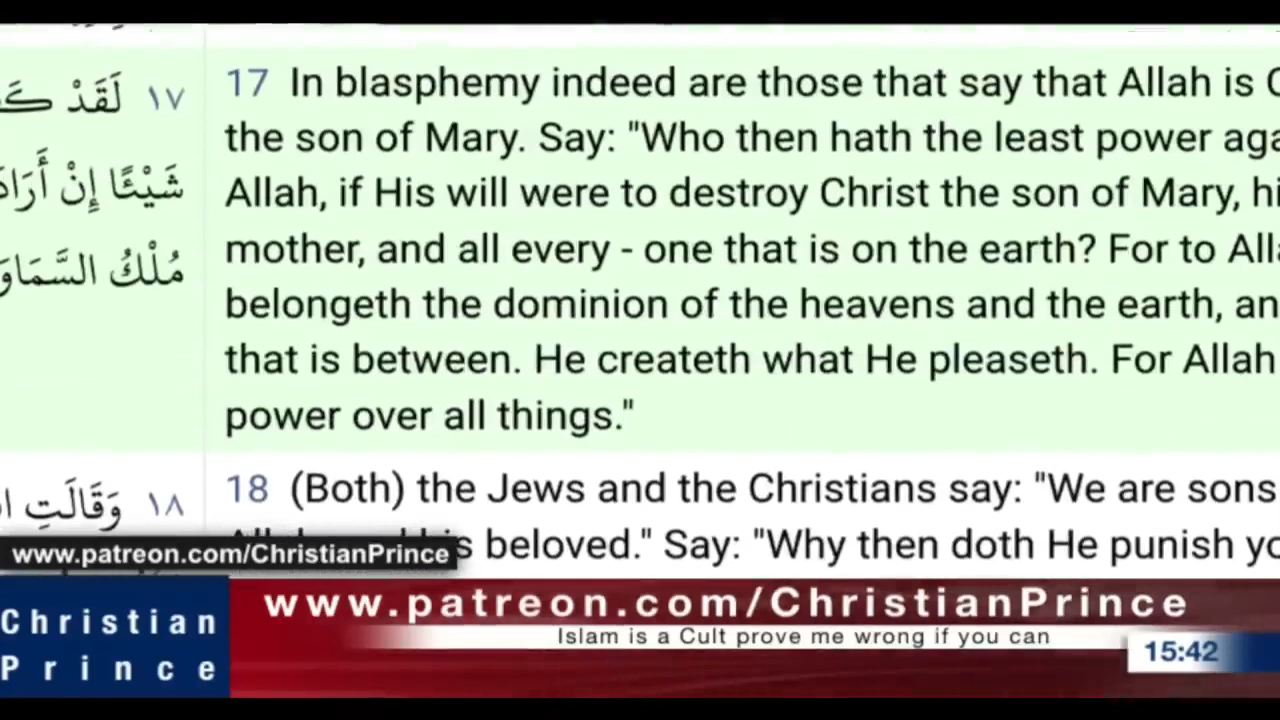 ١٧ لَقَدْ
17 In blasphemy indeed are those that say that Allah is
the son of Mary. Say: "Who then hath the least power
شَيْئًا إِنْ
Allah, if His will were to destroy Christ the son of Mary,
mother, and all every - one that is on the earth? For to
مُلْكُ
belongeth the dominion of the heavens and the earth,
that is between. He createth what He pleaseth. For Allah
power over all things."
١٨ وَقَالَتِ
18 (Both) the Jews and the Christians say: "We are sons
beloved." Say: "Why then doth He punish
www.patreon.com/ChristianPrince
www.patreon.com/ChristianPrince
Islam is a Cult prove me wrong if you can
Christian
Prince
15:42